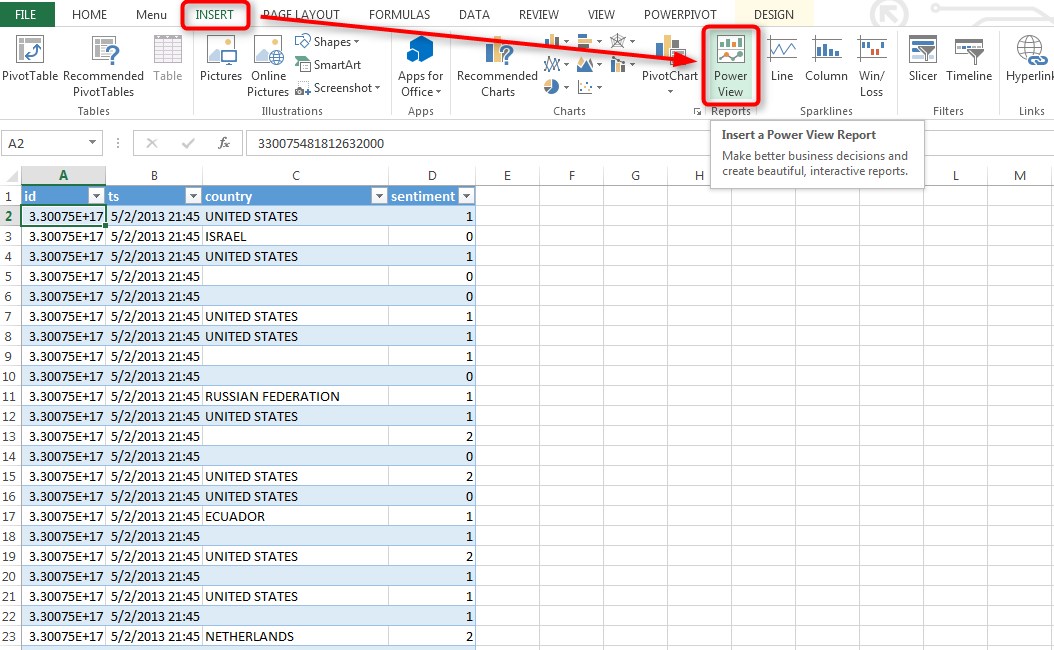 FILE HOME Menu INSERT PAGE LAYOUT FORMULAS DATA REVIEW VIEW POWERPIVOT DESIGN
PivotTable Recommended PivotTables Table
Tables
Pictures Online Pictures Shapes SmartArt Screenshot
Illustrations
Apps for Office
Apps
Recommended Charts PivotChart
Charts
Power View
Reports
Line Column Win/Loss
Sparklines
Slicer Timeline
Filters
Hyperlink
Links
A2 fx 330075481812632000
Insert a Power View Report
Make better business decisions and
create beautiful, interactive reports.
A B C D E F G H L M
1 id ts country sentiment
2 3.30075E+17 5/2/2013 21:45 UNITED STATES 1
3 3.30075E+17 5/2/2013 21:45 ISRAEL 0
4 3.30075E+17 5/2/2013 21:45 UNITED STATES 1
5 3.30075E+17 5/2/2013 21:45 0
6 3.30075E+17 5/2/2013 21:45 0
7 3.30075E+17 5/2/2013 21:45 UNITED STATES 1
8 3.30075E+17 5/2/2013 21:45 UNITED STATES 1
9 3.30075E+17 5/2/2013 21:45 1
10 3.30075E+17 5/2/2013 21:45 0
11 3.30075E+17 5/2/2013 21:45 RUSSIAN FEDERATION 1
12 3.30075E+17 5/2/2013 21:45 UNITED STATES 1
13 3.30075E+17 5/2/2013 21:45 2
14 3.30075E+17 5/2/2013 21:45 0
15 3.30075E+17 5/2/2013 21:45 UNITED STATES 2
16 3.30075E+17 5/2/2013 21:45 UNITED STATES 0
17 3.30075E+17 5/2/2013 21:45 ECUADOR 1
18 3.30075E+17 5/2/2013 21:45 1
19 3.30075E+17 5/2/2013 21:45 UNITED STATES 2
20 3.30075E+17 5/2/2013 21:45 1
21 3.30075E+17 5/2/2013 21:45 UNITED STATES 1
22 3.30075E+17 5/2/2013 21:45 1
23 3.30075E+17 5/2/2013 21:45 NETHERLANDS 2